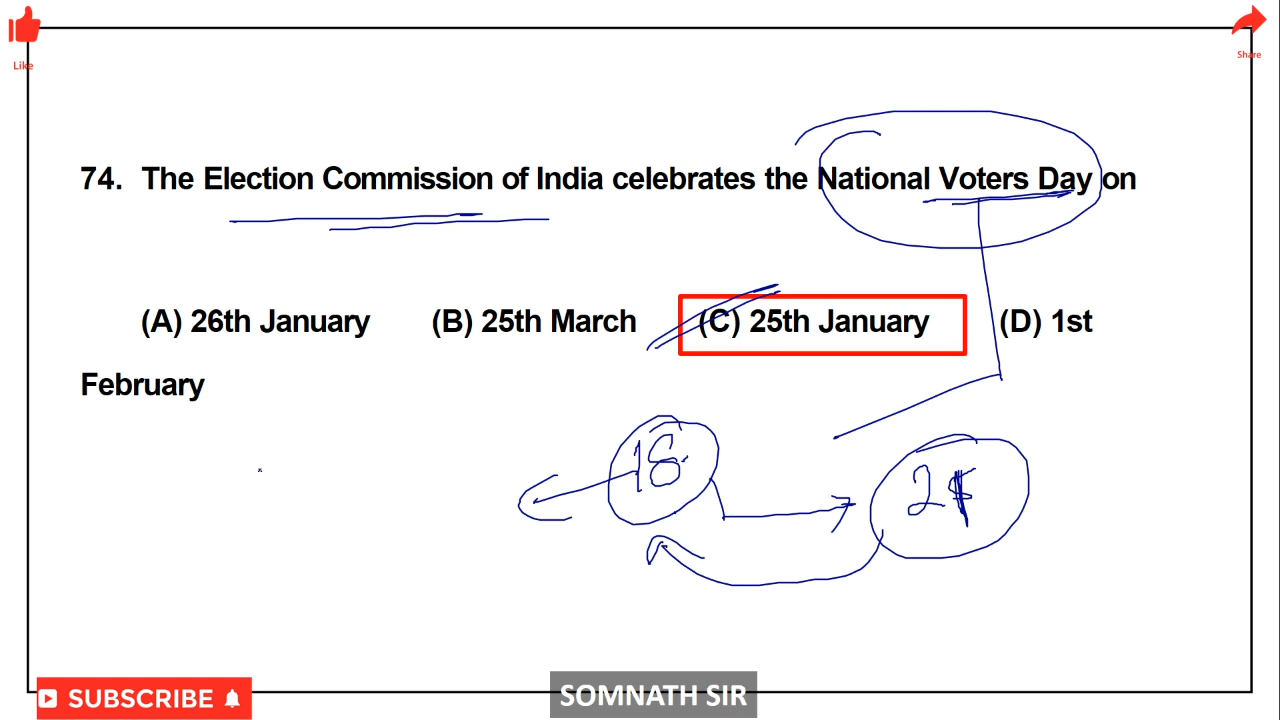 Like
Share
74. The Election Commission of India celebrates the National Voters Day on
(A) 26th January (B) 25th March (C) 25th January (D) 1st
February
18
21
SUBSCRIBE
SOMNATH SIR